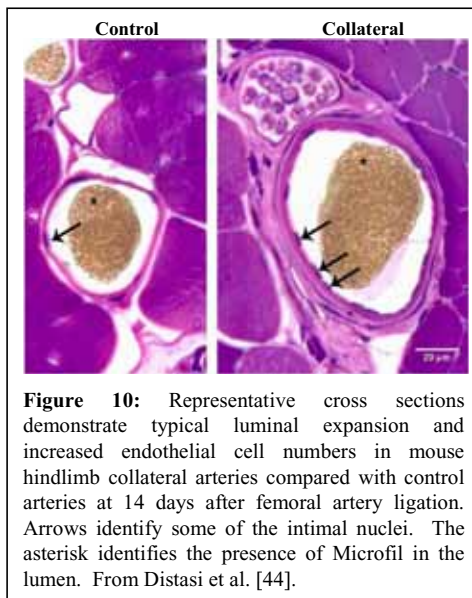 Control Collateral
* *
20 µm
Figure 10: Representative cross sections
demonstrate typical luminal expansion and
increased endothelial cell numbers in mouse
hindlimb collateral arteries compared with control
arteries at 14 days after femoral artery ligation.
Arrows identify some of the intimal nuclei. The
asterisk identifies the presence of Microfil in the
lumen. From Distasi et al. [44].